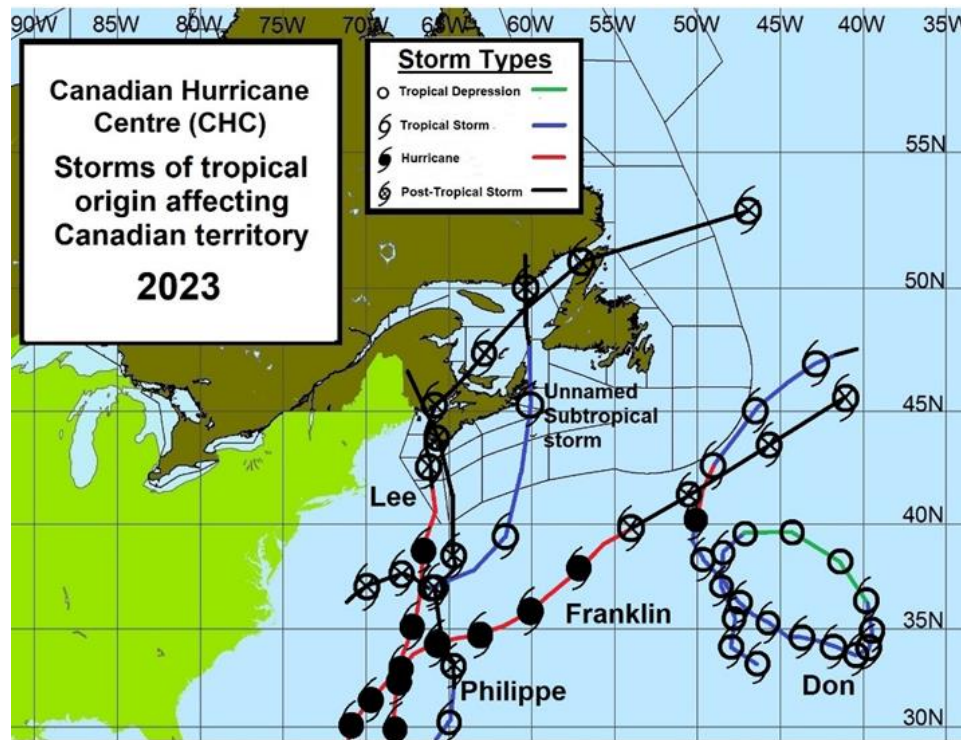 90W 85W 80W 75W 70W 65W 60W 55W 50W 45W 40W 35W
Canadian Hurricane
Centre (CHC)
Storms of tropical
origin affecting
Canadian territory
2023
Storm Types
Tropical Depression
Tropical Storm
Hurricane
Post-Tropical Storm
55N
50N
Unnamed
Subtropical
storm
45N
Lee
40N
Franklin
35N
Don
Philippe
30N